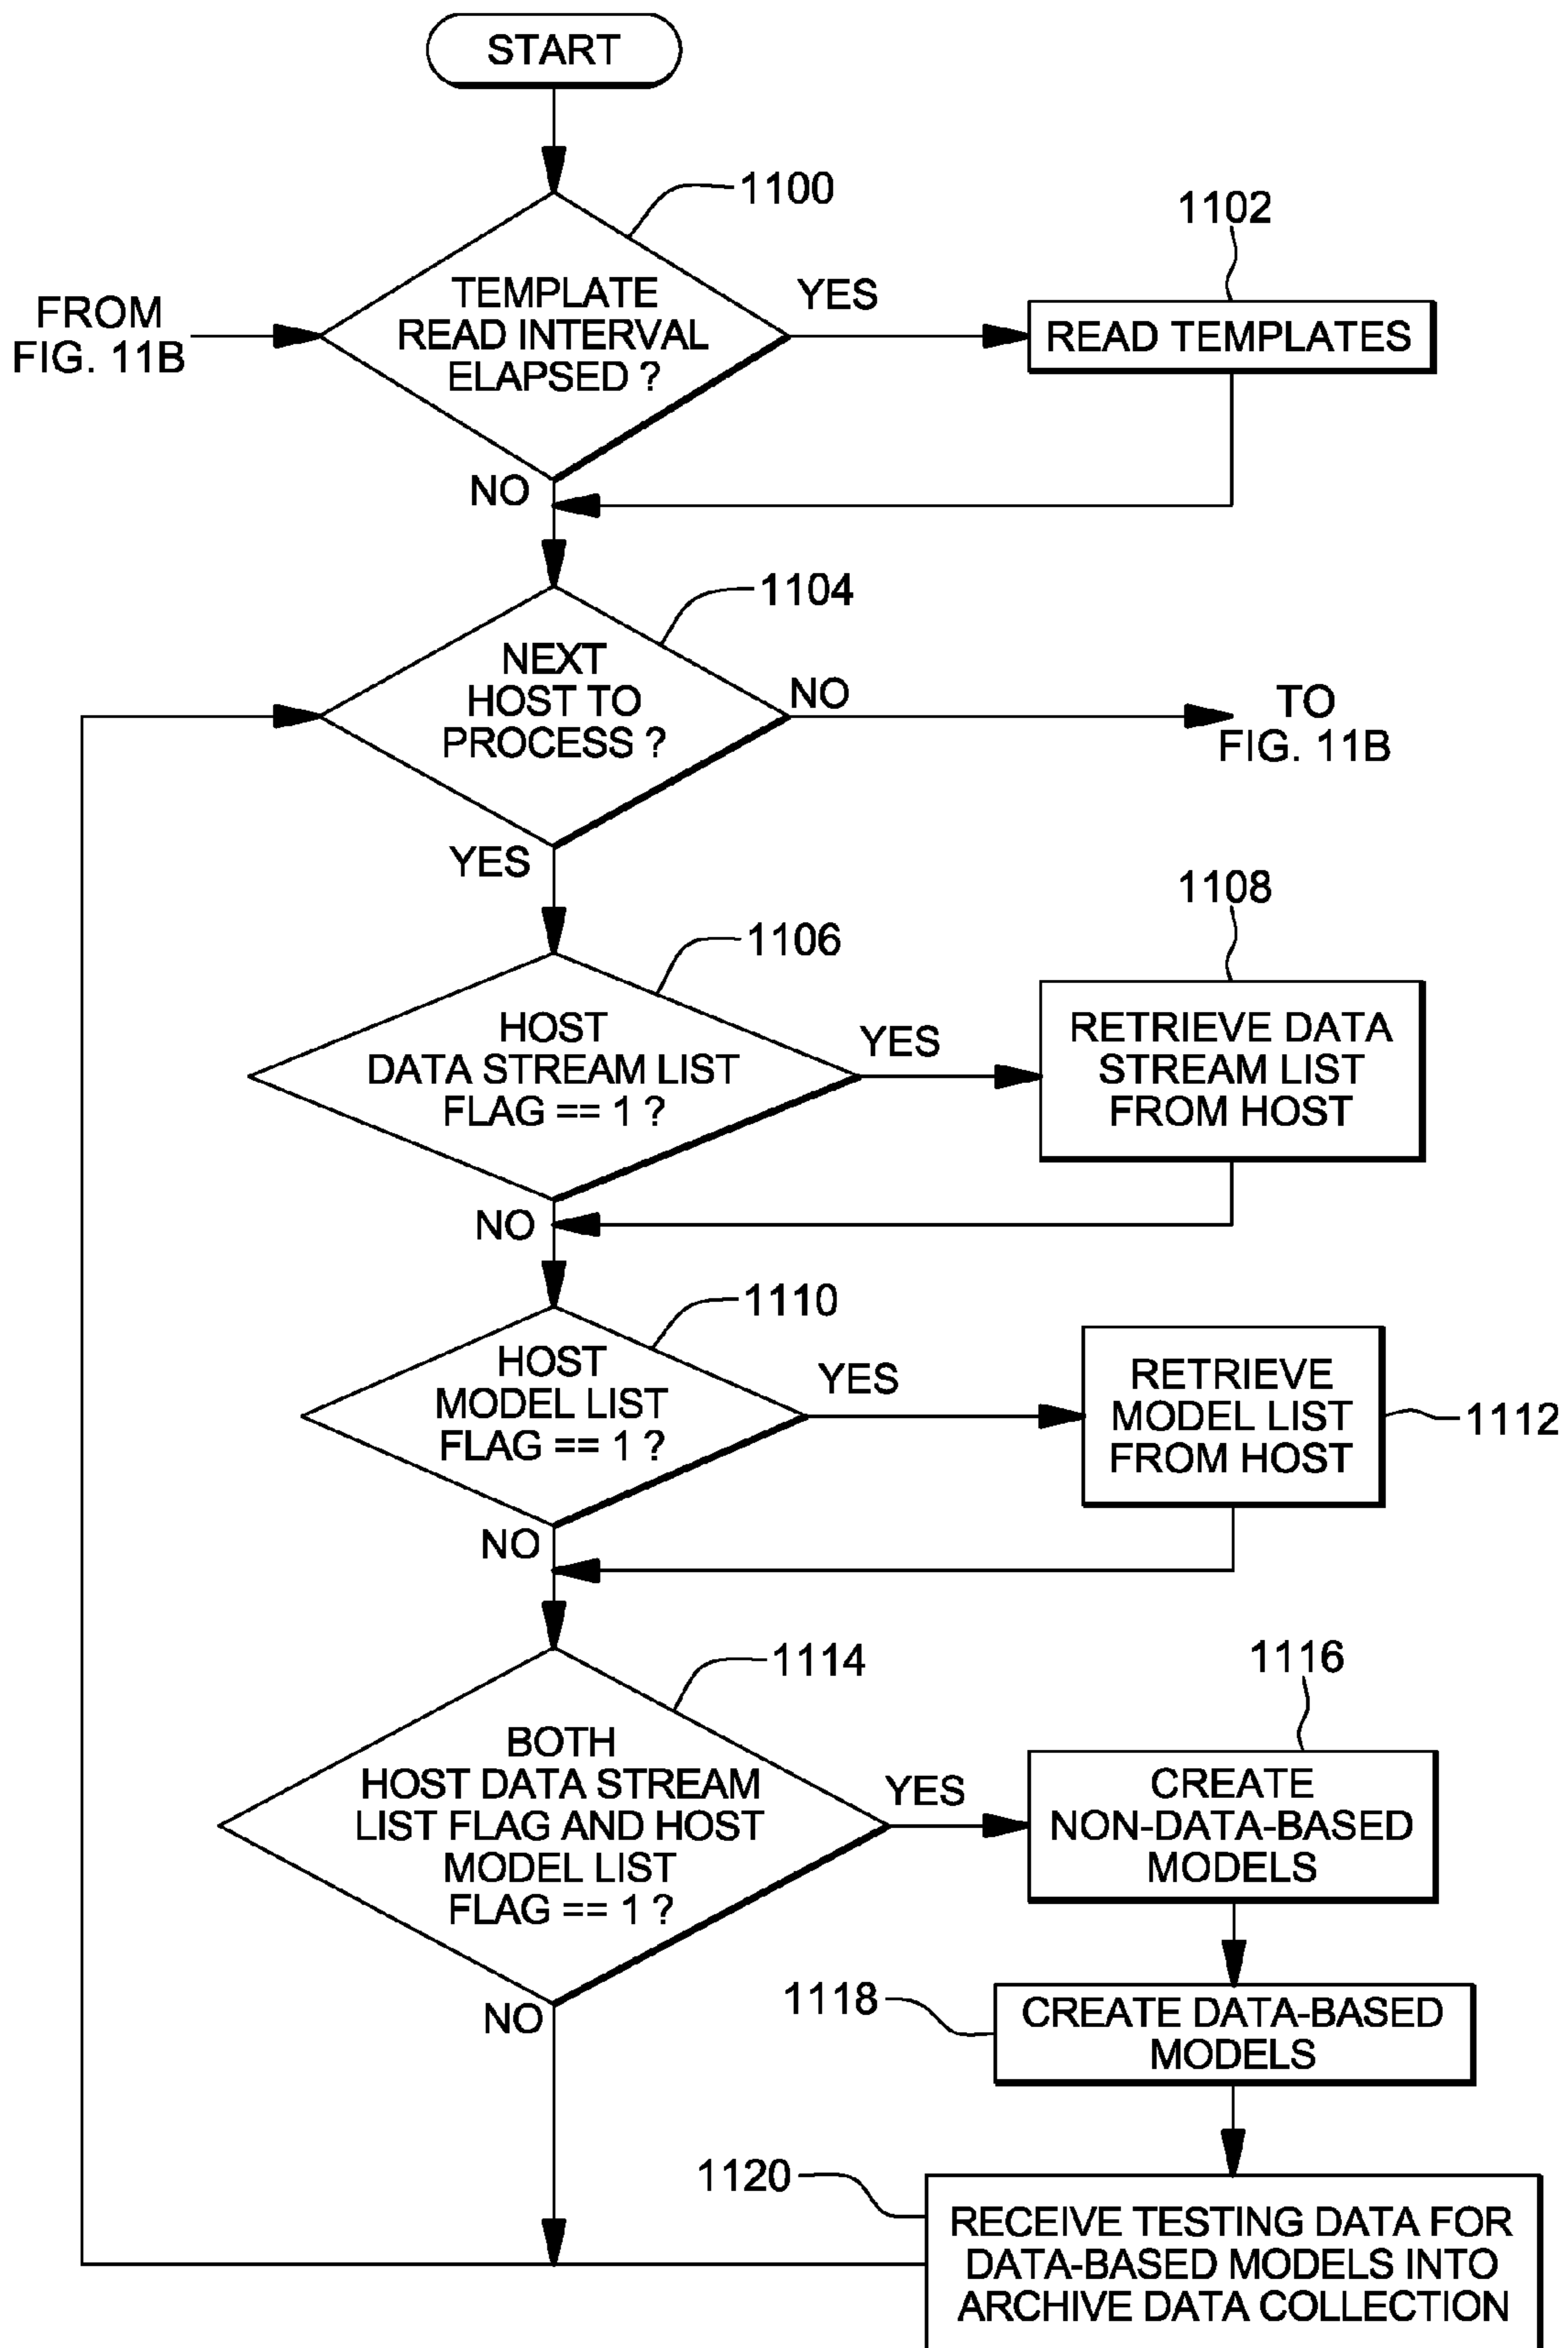 START
1100
1102
FROM
FIG. 11B
TEMPLATE
READ INTERVAL
ELAPSED ?
YES
READ TEMPLATES
NO
1104
NEXT
HOST TO
PROCESS ?
NO
TO
FIG. 11B
YES
1106
1108
HOST
DATA STREAM LIST
FLAG == 1 ?
YES
RETRIEVE DATA
STREAM LIST
FROM HOST
NO
1110
HOST
MODEL LIST
FLAG == 1 ?
YES
RETRIEVE
MODEL LIST
FROM HOST
1112
NO
1114
1116
BOTH
HOST DATA STREAM
LIST FLAG AND HOST
MODEL LIST
FLAG == 1 ?
YES
CREATE
NON-DATA-BASED
MODELS
NO
1118
CREATE DATA-BASED
MODELS
1120
RECEIVE TESTING DATA FOR
DATA-BASED MODELS INTO
ARCHIVE DATA COLLECTION